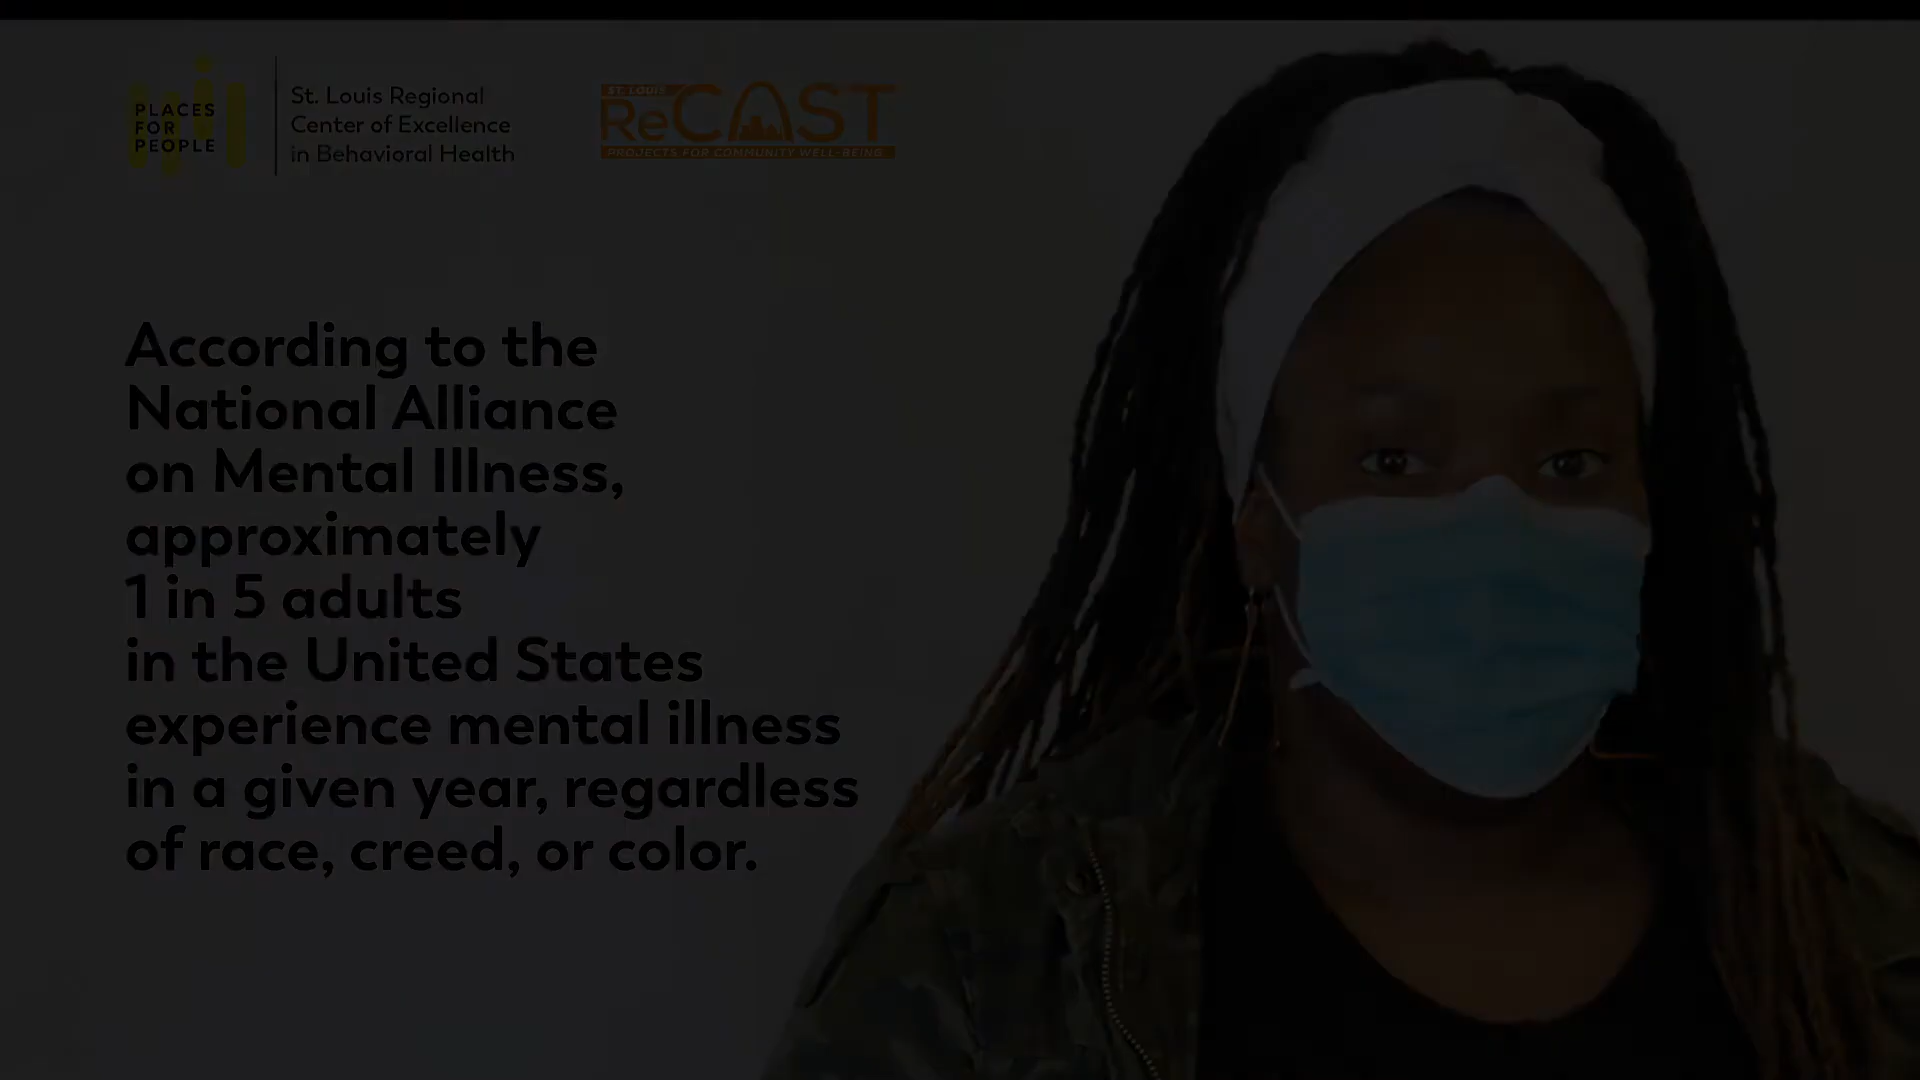 PLACES
FOR
PEOPLE
St. Louis Regional
Center of Excellence
in Behavioral Health
ST. LOUIS
ReCAST
PROJECTS FOR COMMUNITY WELL-BEING
According to the
National Alliance
on Mental Illness,
approximately
1 in 5 adults
in the United States
experience mental illness
in a given year, regardless
of race, creed, or color.